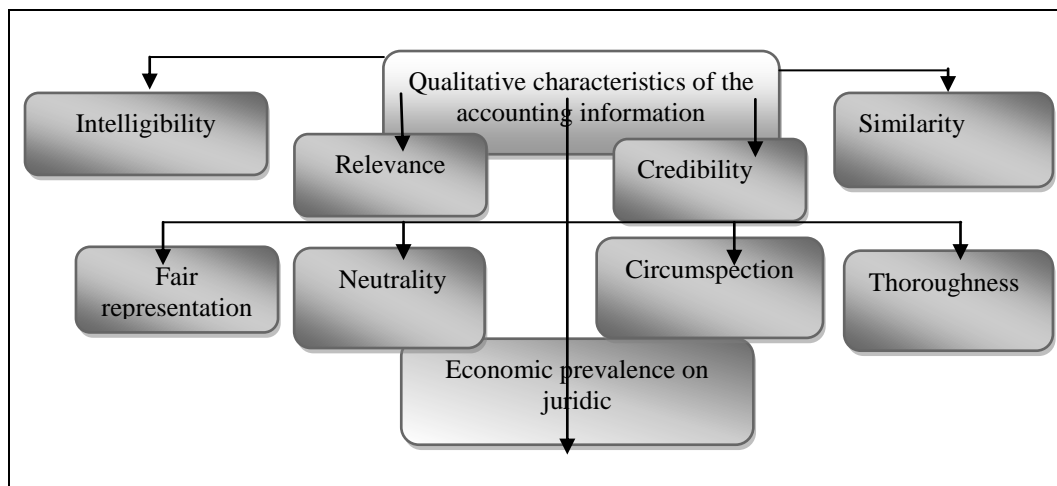 Qualitative characteristics of the
accounting information
Intelligibility
Similarity
Relevance
Credibility
Fair
representation
Neutrality
Circumspection
Thoroughness
Economic prevalence on
juridic